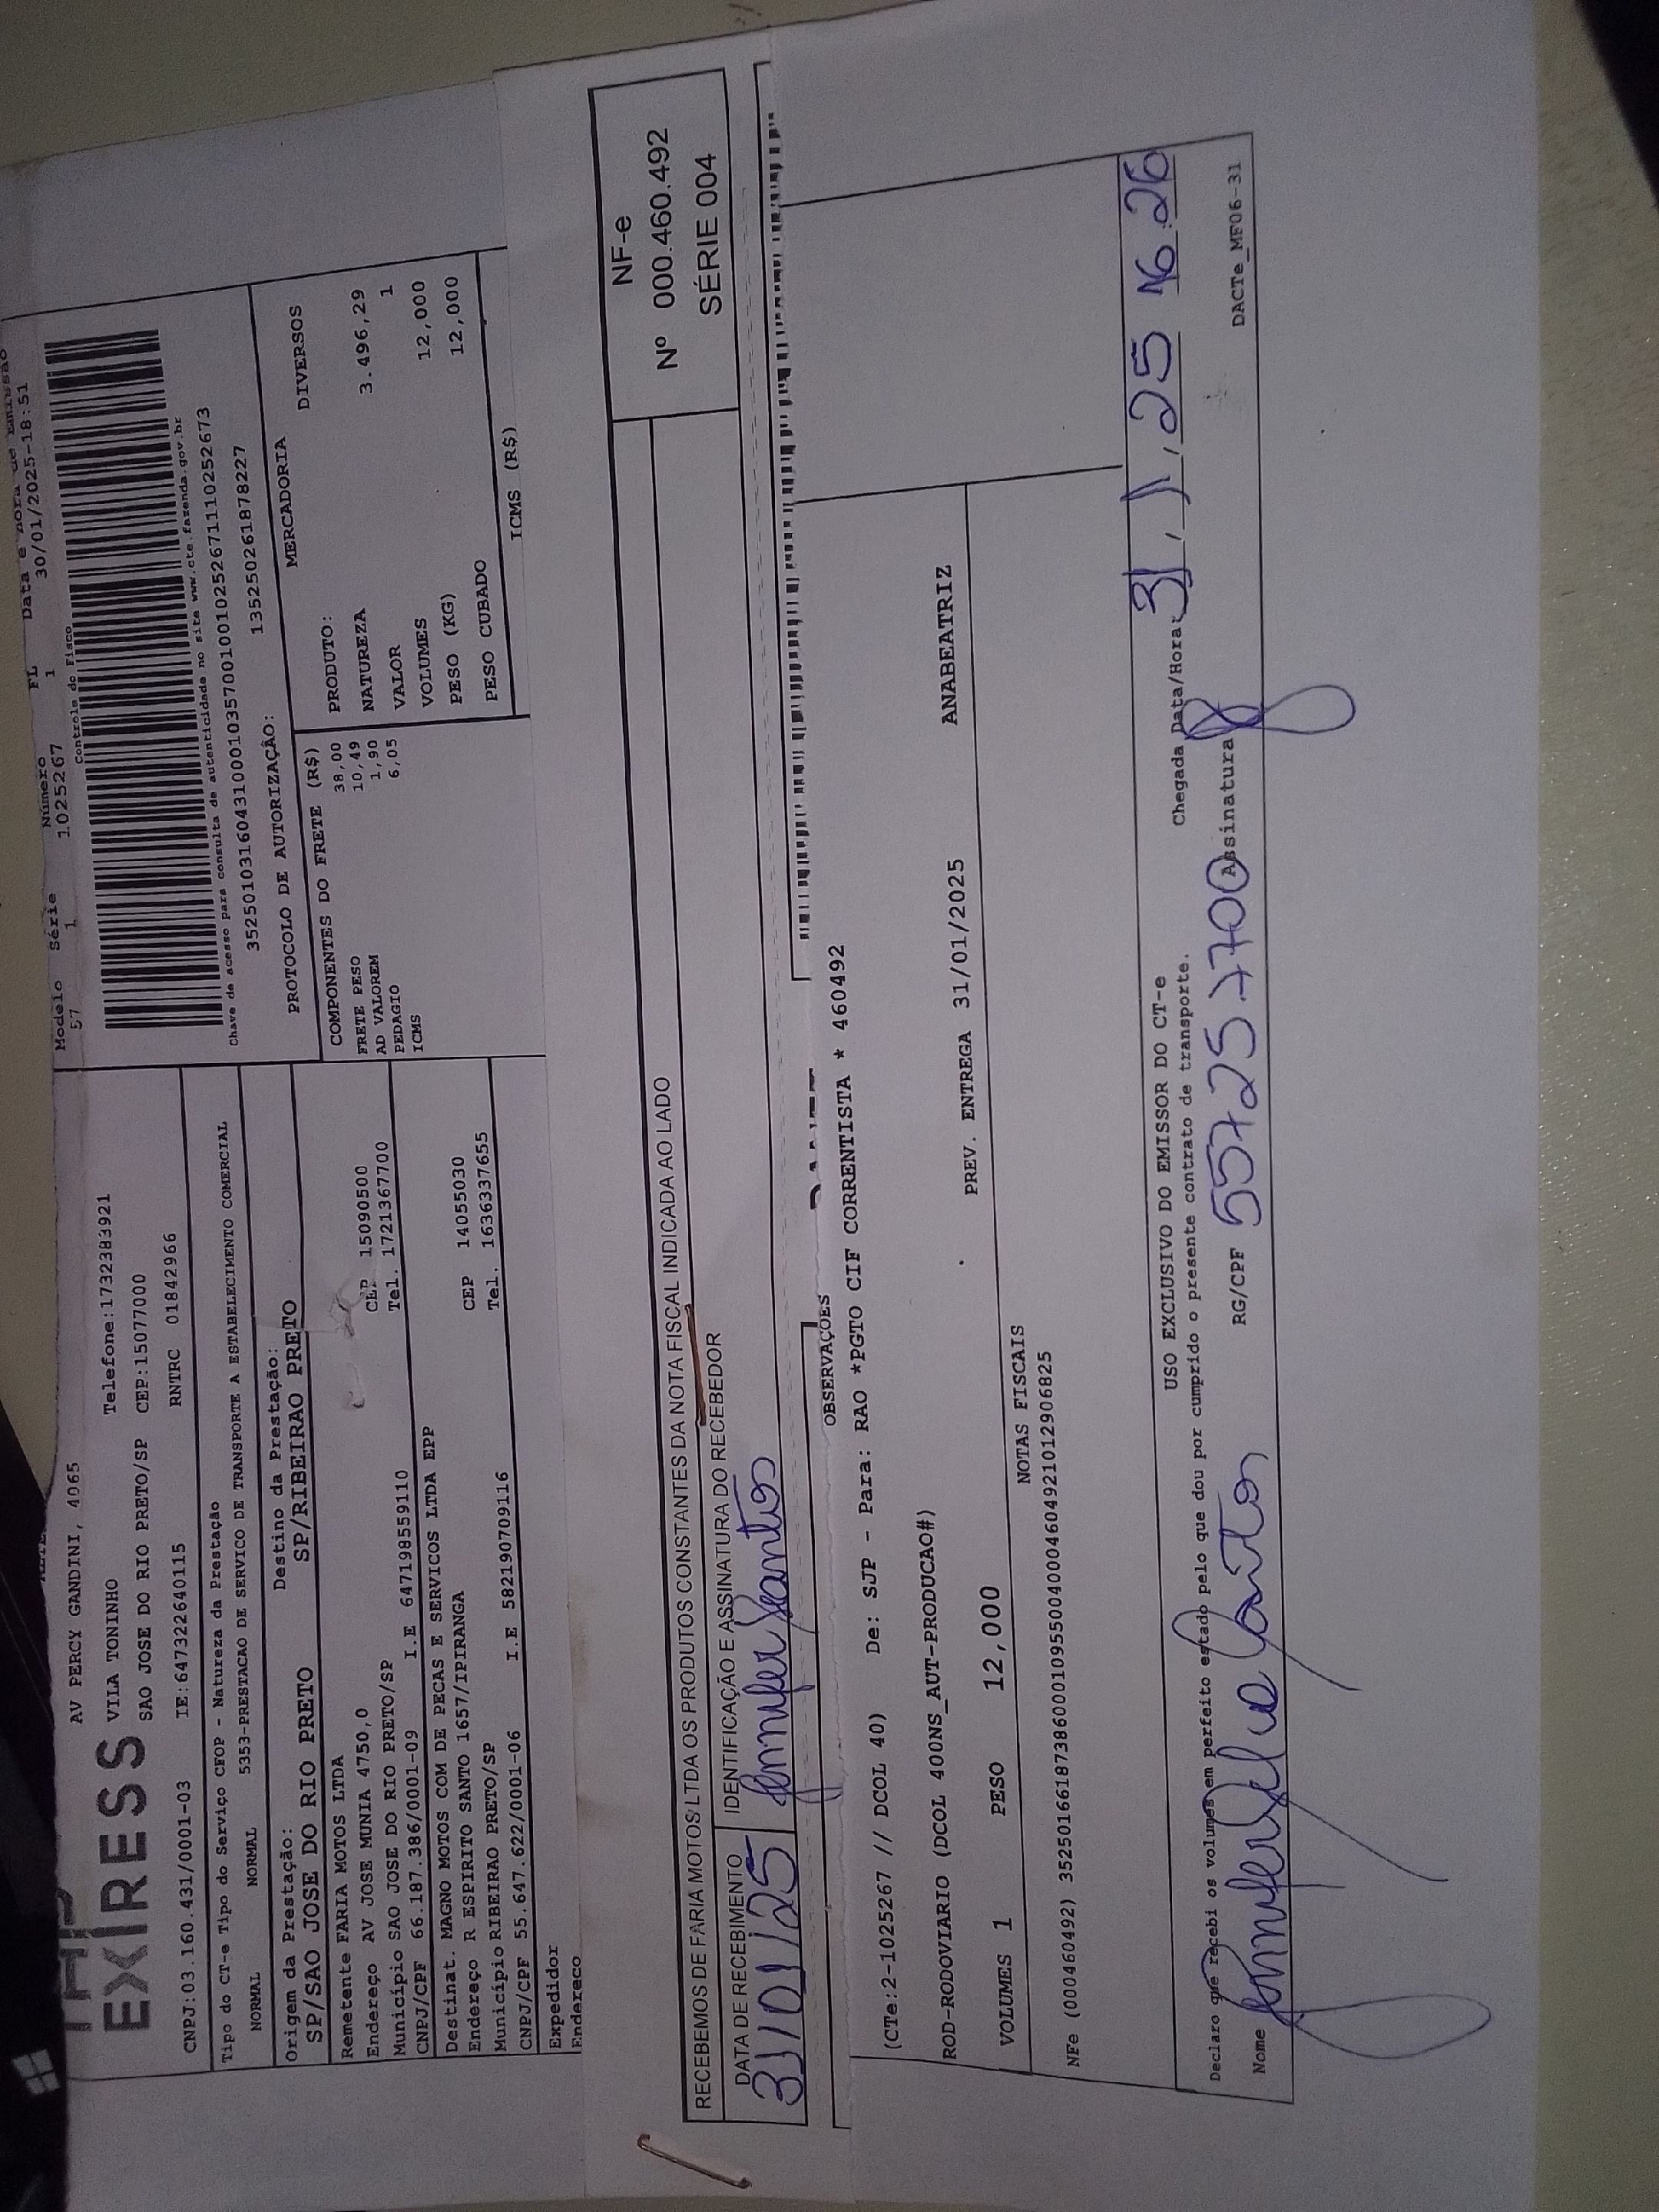 Modelo Série Número FL Data e hora de Emissão
57 1 1025267 1 30/01/2025-18:51
Controle do Fisco
EXPRESS
AV PERCY GANDINI, 4065
VILA TONINHO Telefone:1732383921
SAO JOSE DO RIO PRETO/SP CEP:15077000
CNPJ:03.160.431/0001-03 IE:647322640115 RNTRC 01842966
Chave de acesso para consulta de autenticidade no site www.cte.fazenda.gov.br
35250103160431000103570010010252671110252673
PROTOCOLO DE AUTORIZAÇÃO: 135250261878227
Tipo do CT-e Tipo do Serviço CFOP - Natureza da Prestação
NORMAL NORMAL 5353-PRESTACAO DE SERVICO DE TRANSPORTE A ESTABELECIMENTO COMERCIAL
Origem da Prestação: Destino da Prestação:
SP/SAO JOSE DO RIO PRETO SP/RIBEIRAO PRETO
Remetente FARIA MOTOS LTDA
Endereço AV JOSE MUNIA 4750,0 CEP 15090500
Município SAO JOSE DO RIO PRETO/SP Tel. 1721367700
CNPJ/CPF 66.187.386/0001-09 I.E 647198559110
Destinat. MAGNO MOTOS COM DE PECAS E SERVICOS LTDA EPP
Endereço R ESPIRITO SANTO 1657/IPIRANGA CEP 14055030
Município RIBEIRAO PRETO/SP Tel. 1636337655
CNPJ/CPF 55.647.622/0001-06 I.E 582190709116
Expedidor
Endereco
COMPONENTES DO FRETE (R$)
FRETE PESO 38,00
AD VALOREM 10,49
PEDAGIO 1,90
ICMS 6,05
MERCADORIA
PRODUTO: DIVERSOS
NATUREZA
VALOR 3.496,29
VOLUMES 1
PESO (KG) 12,000
PESO CUBADO 12,000
ICMS (R$)
RECEBEMOS DE FARIA MOTOS LTDA OS PRODUTOS CONSTANTES DA NOTA FISCAL INDICADA AO LADO
NF-e
Nº 000.460.492
SÉRIE 004
DATA DE RECEBIMENTO IDENTIFICAÇÃO E ASSINATURA DO RECEBEDOR
31/01/25 Jennifer Santos
OBSERVAÇÕES
(CTe:2-1025267 // DCOL 40) De: SJP - Para: RAO *PGTO CIF CORRENTISTA * 460492
ROD-RODOVIARIO (DCOL 400NS_AUT-PRODUCAO#)
VOLUMES 1 PESO 12,000 PREV. ENTREGA 31/01/2025 ANABEATRIZ
NOTAS FISCAIS
NFe (000460492) 35250166187386000109550040004604921012906825
USO EXCLUSIVO DO EMISSOR DO CT-e
Declaro que recebi os volumes em perfeito estado pelo que dou por cumprido o presente contrato de transporte.
Chegada Data/Hora: 31, 1, 25 16:26
Nome Jennifer Santos RG/CPF 55725770 Assinatura
DACTe_MF06-31